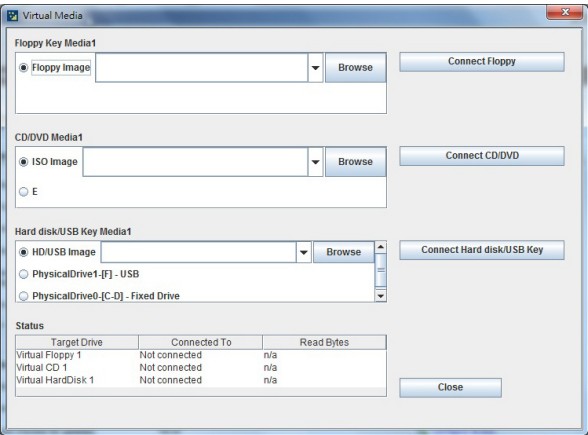 Virtual Media
Floppy Key Media1
Floppy Image
Browse
Connect Floppy
CD/DVD Media1
ISO Image
Browse
Connect CD/DVD
E
Hard disk/USB Key Media1
HD/USB Image
Browse
Connect Hard disk/USB Key
PhysicalDrive1-[F] - USB
PhysicalDrive0-[C-D] - Fixed Drive
Status
Target Drive Connected To Read Bytes
Virtual Floppy 1 Not connected n/a
Virtual CD 1 Not connected n/a
Virtual HardDisk 1 Not connected n/a
Close